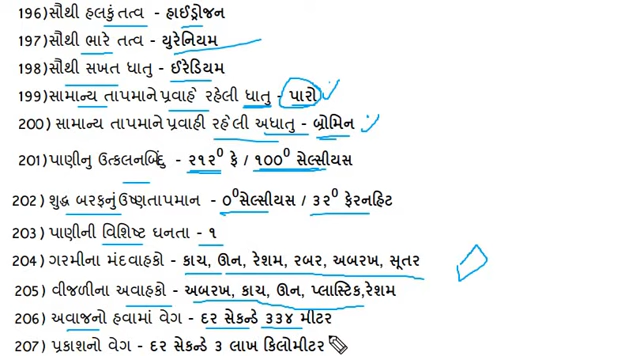 196) સૌથી હલકું તત્વ - હાઈડ્રોજન
197) સૌથી ભારે તત્વ - યુરેનિયમ
198) સૌથી સખત ધાતુ - ઈરેડિયમ
199) સામાન્ય તાપમાને પ્રવાહે રહેલી ધાતુ - પારો
200) સામાન્ય તાપમાને પ્રવાહી રહેલી અધાતુ - બ્રોમિન
201) પાણીનુ ઉત્કલનબિંદુ - ૨૧૨⁰ ફે / ૧૦૦⁰ સેલ્સીયસ
202) શુદ્ધ બરફનું ઉષ્ણતાપમાન - ૦⁰સેલ્સીયસ / ૩૨⁰ ફેરનહિટ
203) પાણીની વિશિષ્ટ ઘનતા - ૧
204) ગરમીના મંદવાહકો - કાચ, ઊન, રેશમ, રબર, અબરખ, સૂતર
205) વીજળીના અવાહકો - અબરખ, કાચ, ઊન, પ્લાસ્ટિક,રેશમ
206) અવાજનો હવામાં વેગ - દર સેકન્ડે ૩૩૪ મીટર
207) પ્રકાશનો વેગ - દર સેકન્ડે ૩ લાખ કિલોમીટર